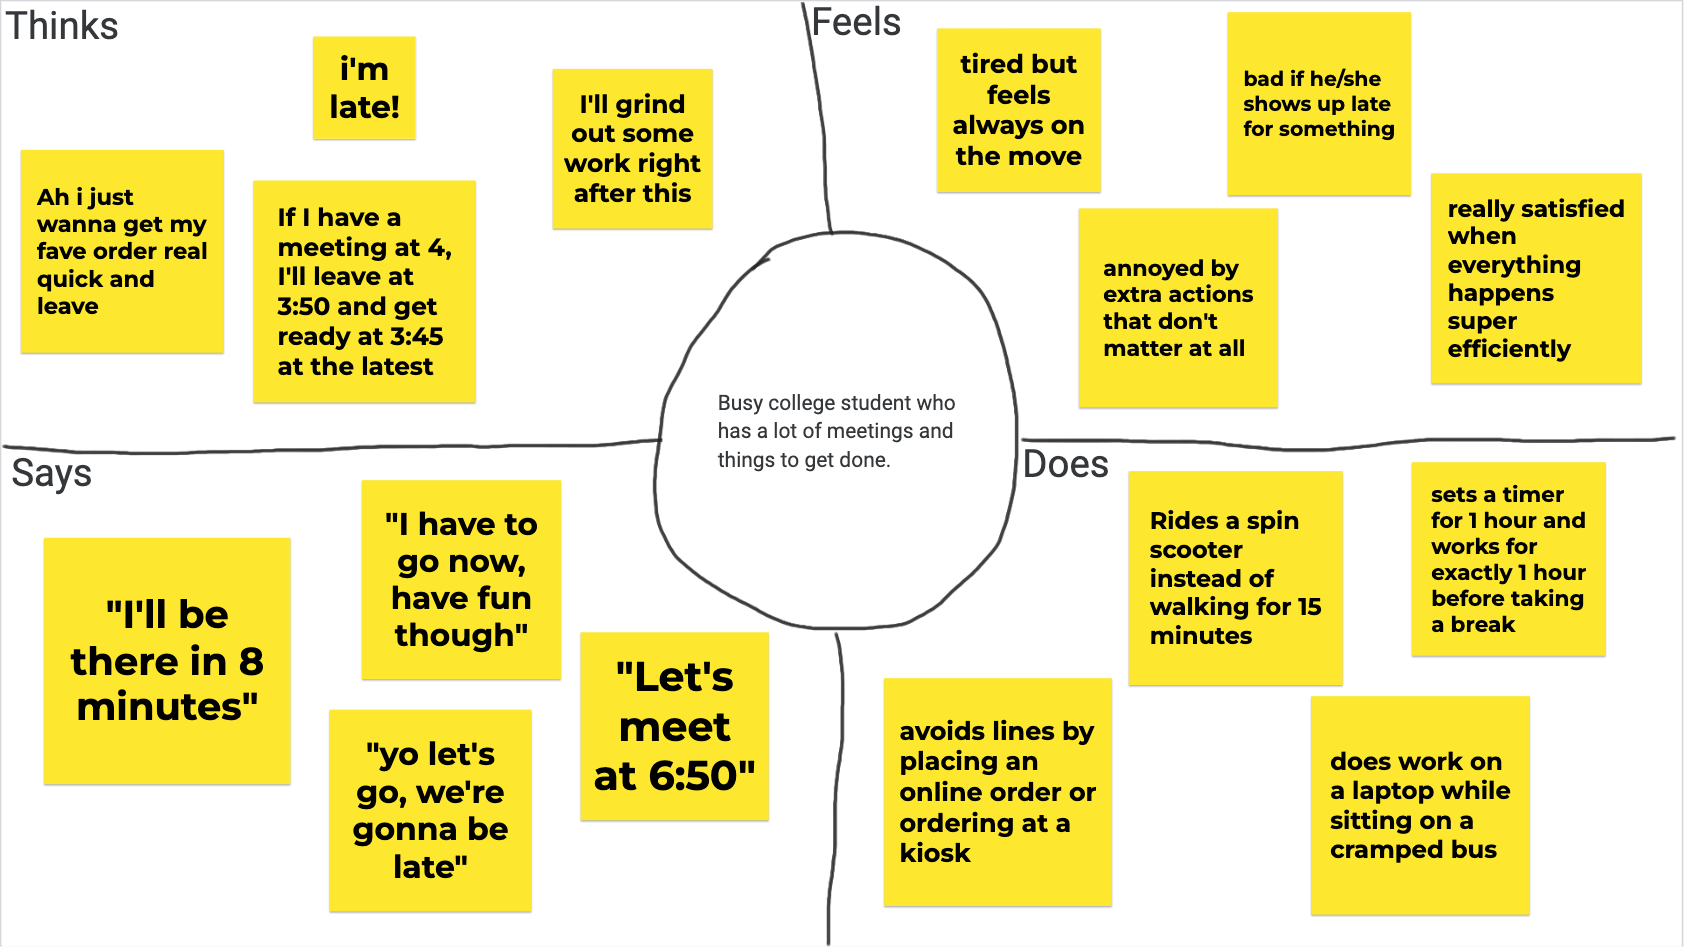 Thinks
i'm
late!
I'll grind
out some
work right
after this
Ah i just
wanna get my
fave order real
quick and
leave
If I have a
meeting at 4,
I'll leave at
3:50 and get
ready at 3:45
at the latest
Feels
tired but
feels
always on
the move
bad if he/she
shows up late
for something
annoyed by
extra actions
that don't
matter at all
really satisfied
when
everything
happens
super
efficiently
Busy college student who
has a lot of meetings and
things to get done.
Says
"I'll be
there in 8
minutes"
"I have to
go now,
have fun
though"
"yo let's
go, we're
gonna be
late"
"Let's
meet
at 6:50"
Does
Rides a spin
scooter
instead of
walking for 15
minutes
sets a timer
for 1 hour and
works for
exactly 1 hour
before taking
a break
avoids lines by
placing an
online order or
ordering at a
kiosk
does work on
a laptop while
sitting on a
cramped bus